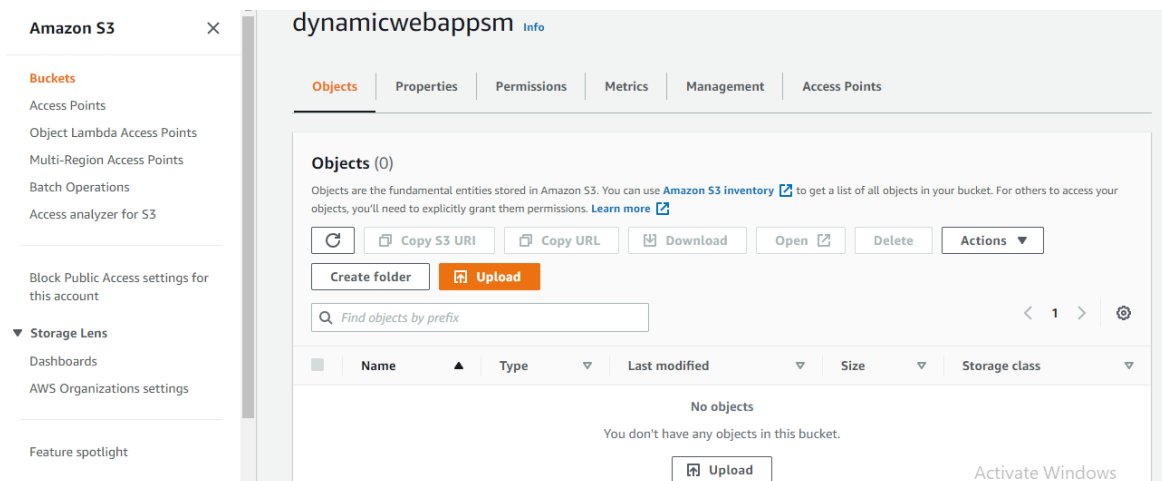 Amazon S3
Buckets
Access Points
Object Lambda Access Points
Multi-Region Access Points
Batch Operations
Access analyzer for S3
Block Public Access settings for
this account
Storage Lens
Dashboards
AWS Organizations settings
Feature spotlight
dynamicwebappsm Info
Objects Properties Permissions Metrics Management Access Points
Objects (0)
Objects are the fundamental entities stored in Amazon S3. You can use Amazon S3 inventory to get a list of all objects in your bucket. For others to access your
objects, you'll need to explicitly grant them permissions. Learn more
Copy S3 URI Copy URL Download Open Delete Actions
Create folder Upload
Find objects by prefix
1
Name Type Last modified Size Storage class
No objects
You don't have any objects in this bucket.
Upload
Activate Windows